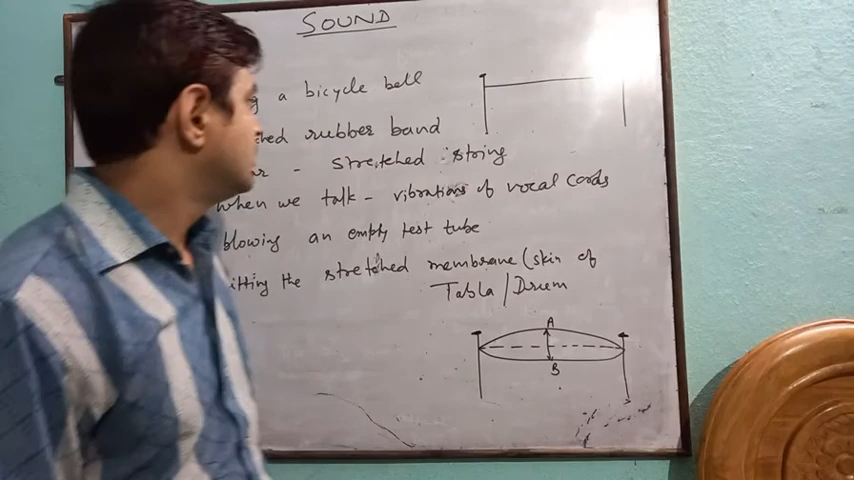 SOUND
a bicycle bell
rubber band
- stretched string
when we talk - vibrations of vocal cords
blowing an empty test tube
itting the stretched membrane (skin of
Tabla/Drum
A
B